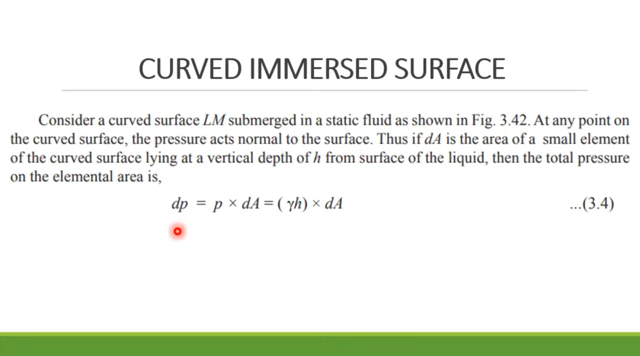 CURVED IMMERSED SURFACE
Consider a curved surface LM submerged in a static fluid as shown in Fig. 3.42. At any point on
the curved surface, the pressure acts normal to the surface. Thus if dA is the area of a small element
of the curved surface lying at a vertical depth of h from surface of the liquid, then the total pressure
on the elemental area is,
dp = p × dA = ( γh) × dA ...(3.4)